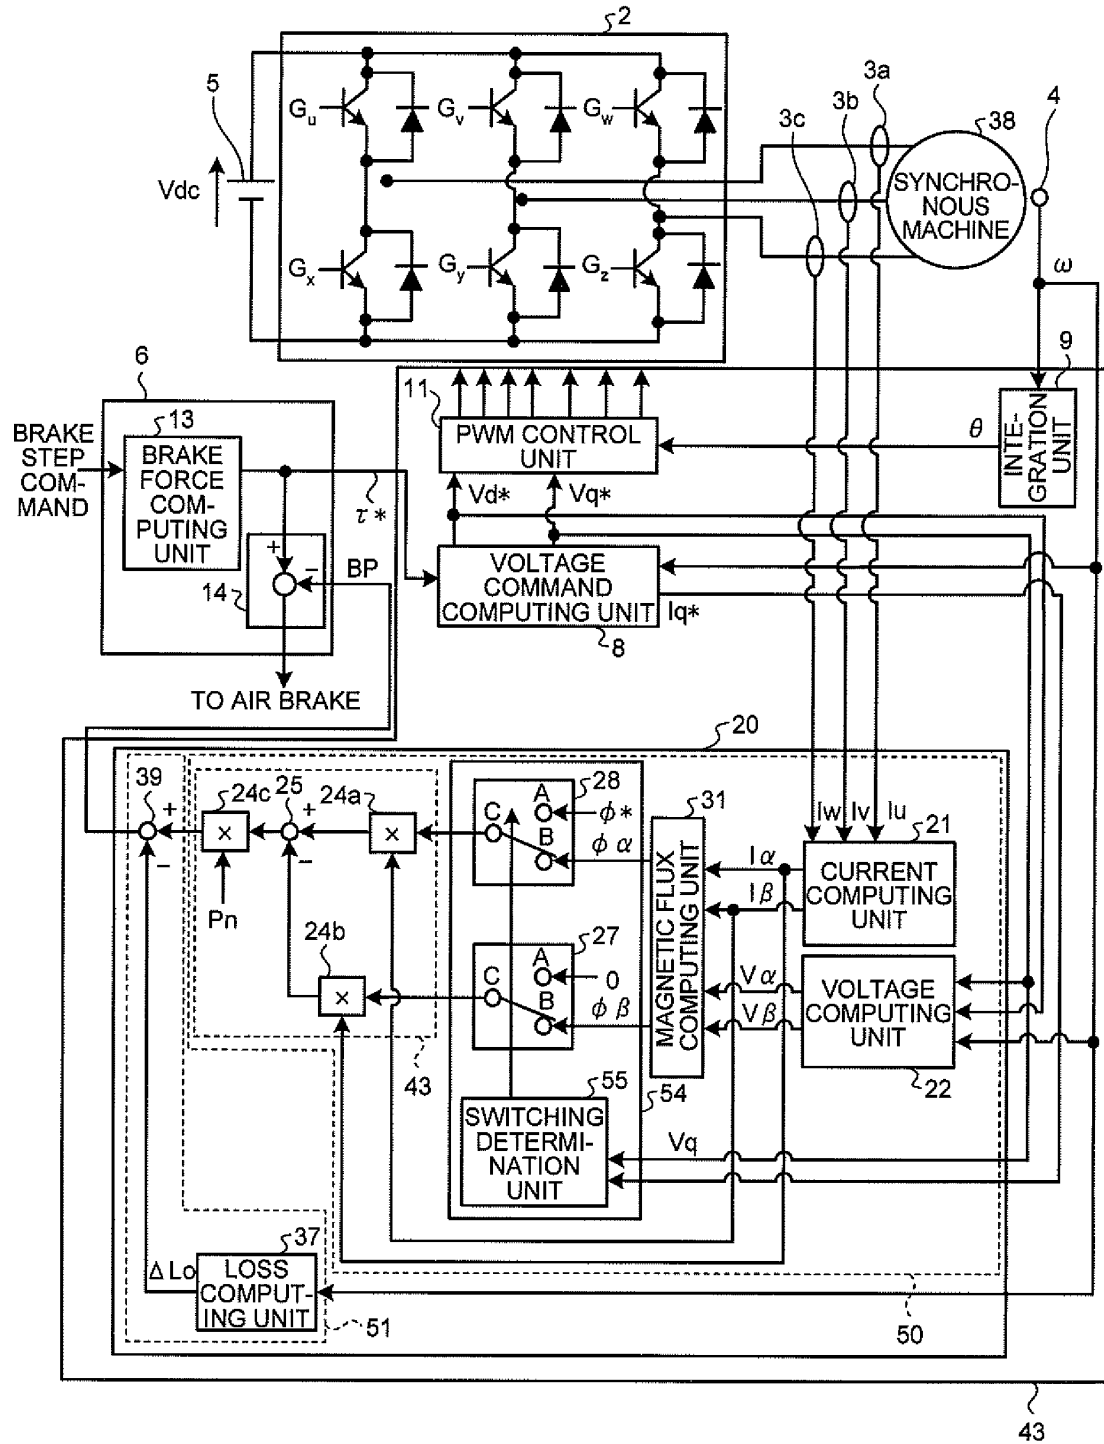 2
5
Vdc
Gu
Gv
Gw
Gx
Gy
Gz
3a
3b
3c
38
4
SYNCHRO-
NOUS
MACHINE
ω
6
13
BRAKE
STEP
COM-
MAND
BRAKE
FORCE
COM-
PUTING
UNIT
τ*
+
−
BP
14
TO AIR BRAKE
11
PWM CONTROL
UNIT
θ
9
INTE-
GRATION
UNIT
Vd*
Vq*
VOLTAGE
COMMAND
COMPUTING UNIT
Iq*
8
20
39
+
−
24c
×
Pn
25
+
−
24a
×
24b
×
43
28
A
C
B
φ*
φα
27
A
C
B
0
φβ
31
MAGNETIC FLUX
COMPUTING UNIT
Iw
Iv
Iu
21
Iα
Iβ
CURRENT
COMPUTING
UNIT
Vα
Vβ
VOLTAGE
COMPUTING
UNIT
22
55
54
SWITCHING
DETERMI-
NATION
UNIT
Vq
37
ΔLo
LOSS
COMPUT-
ING UNIT
51
50
43